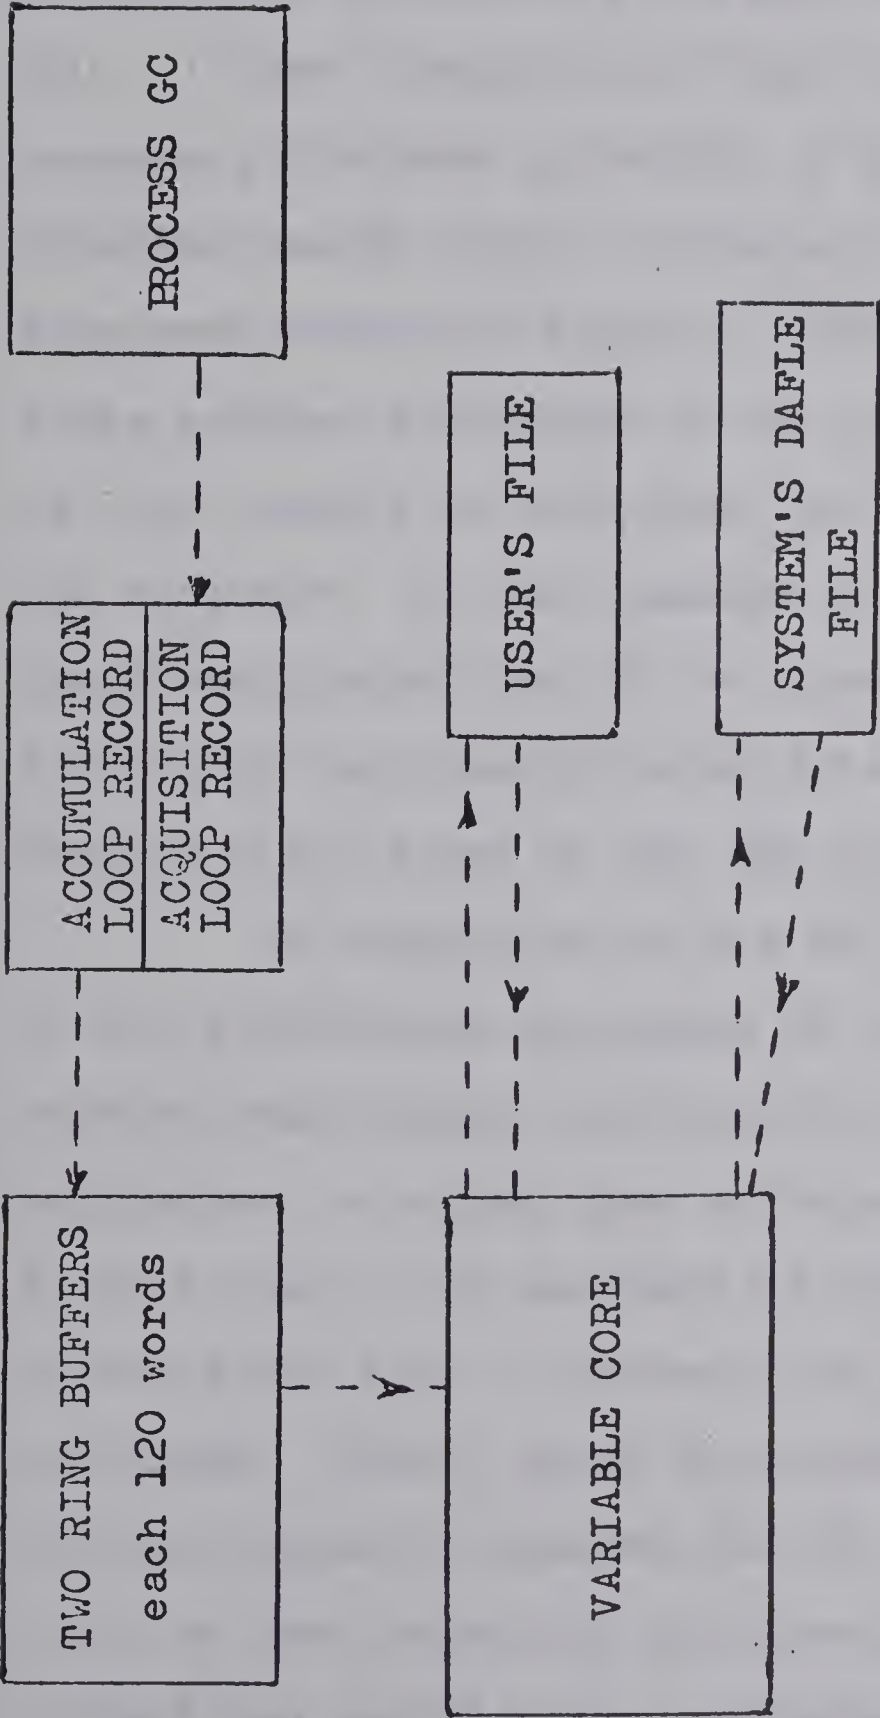 TWO RING BUFFERS
each 120 words
ACCUMULATION
LOOP RECORD
ACQUISITION
LOOP RECORD
PROCESS GC
VARIABLE CORE
USER'S FILE
SYSTEM'S DAFLE
FILE